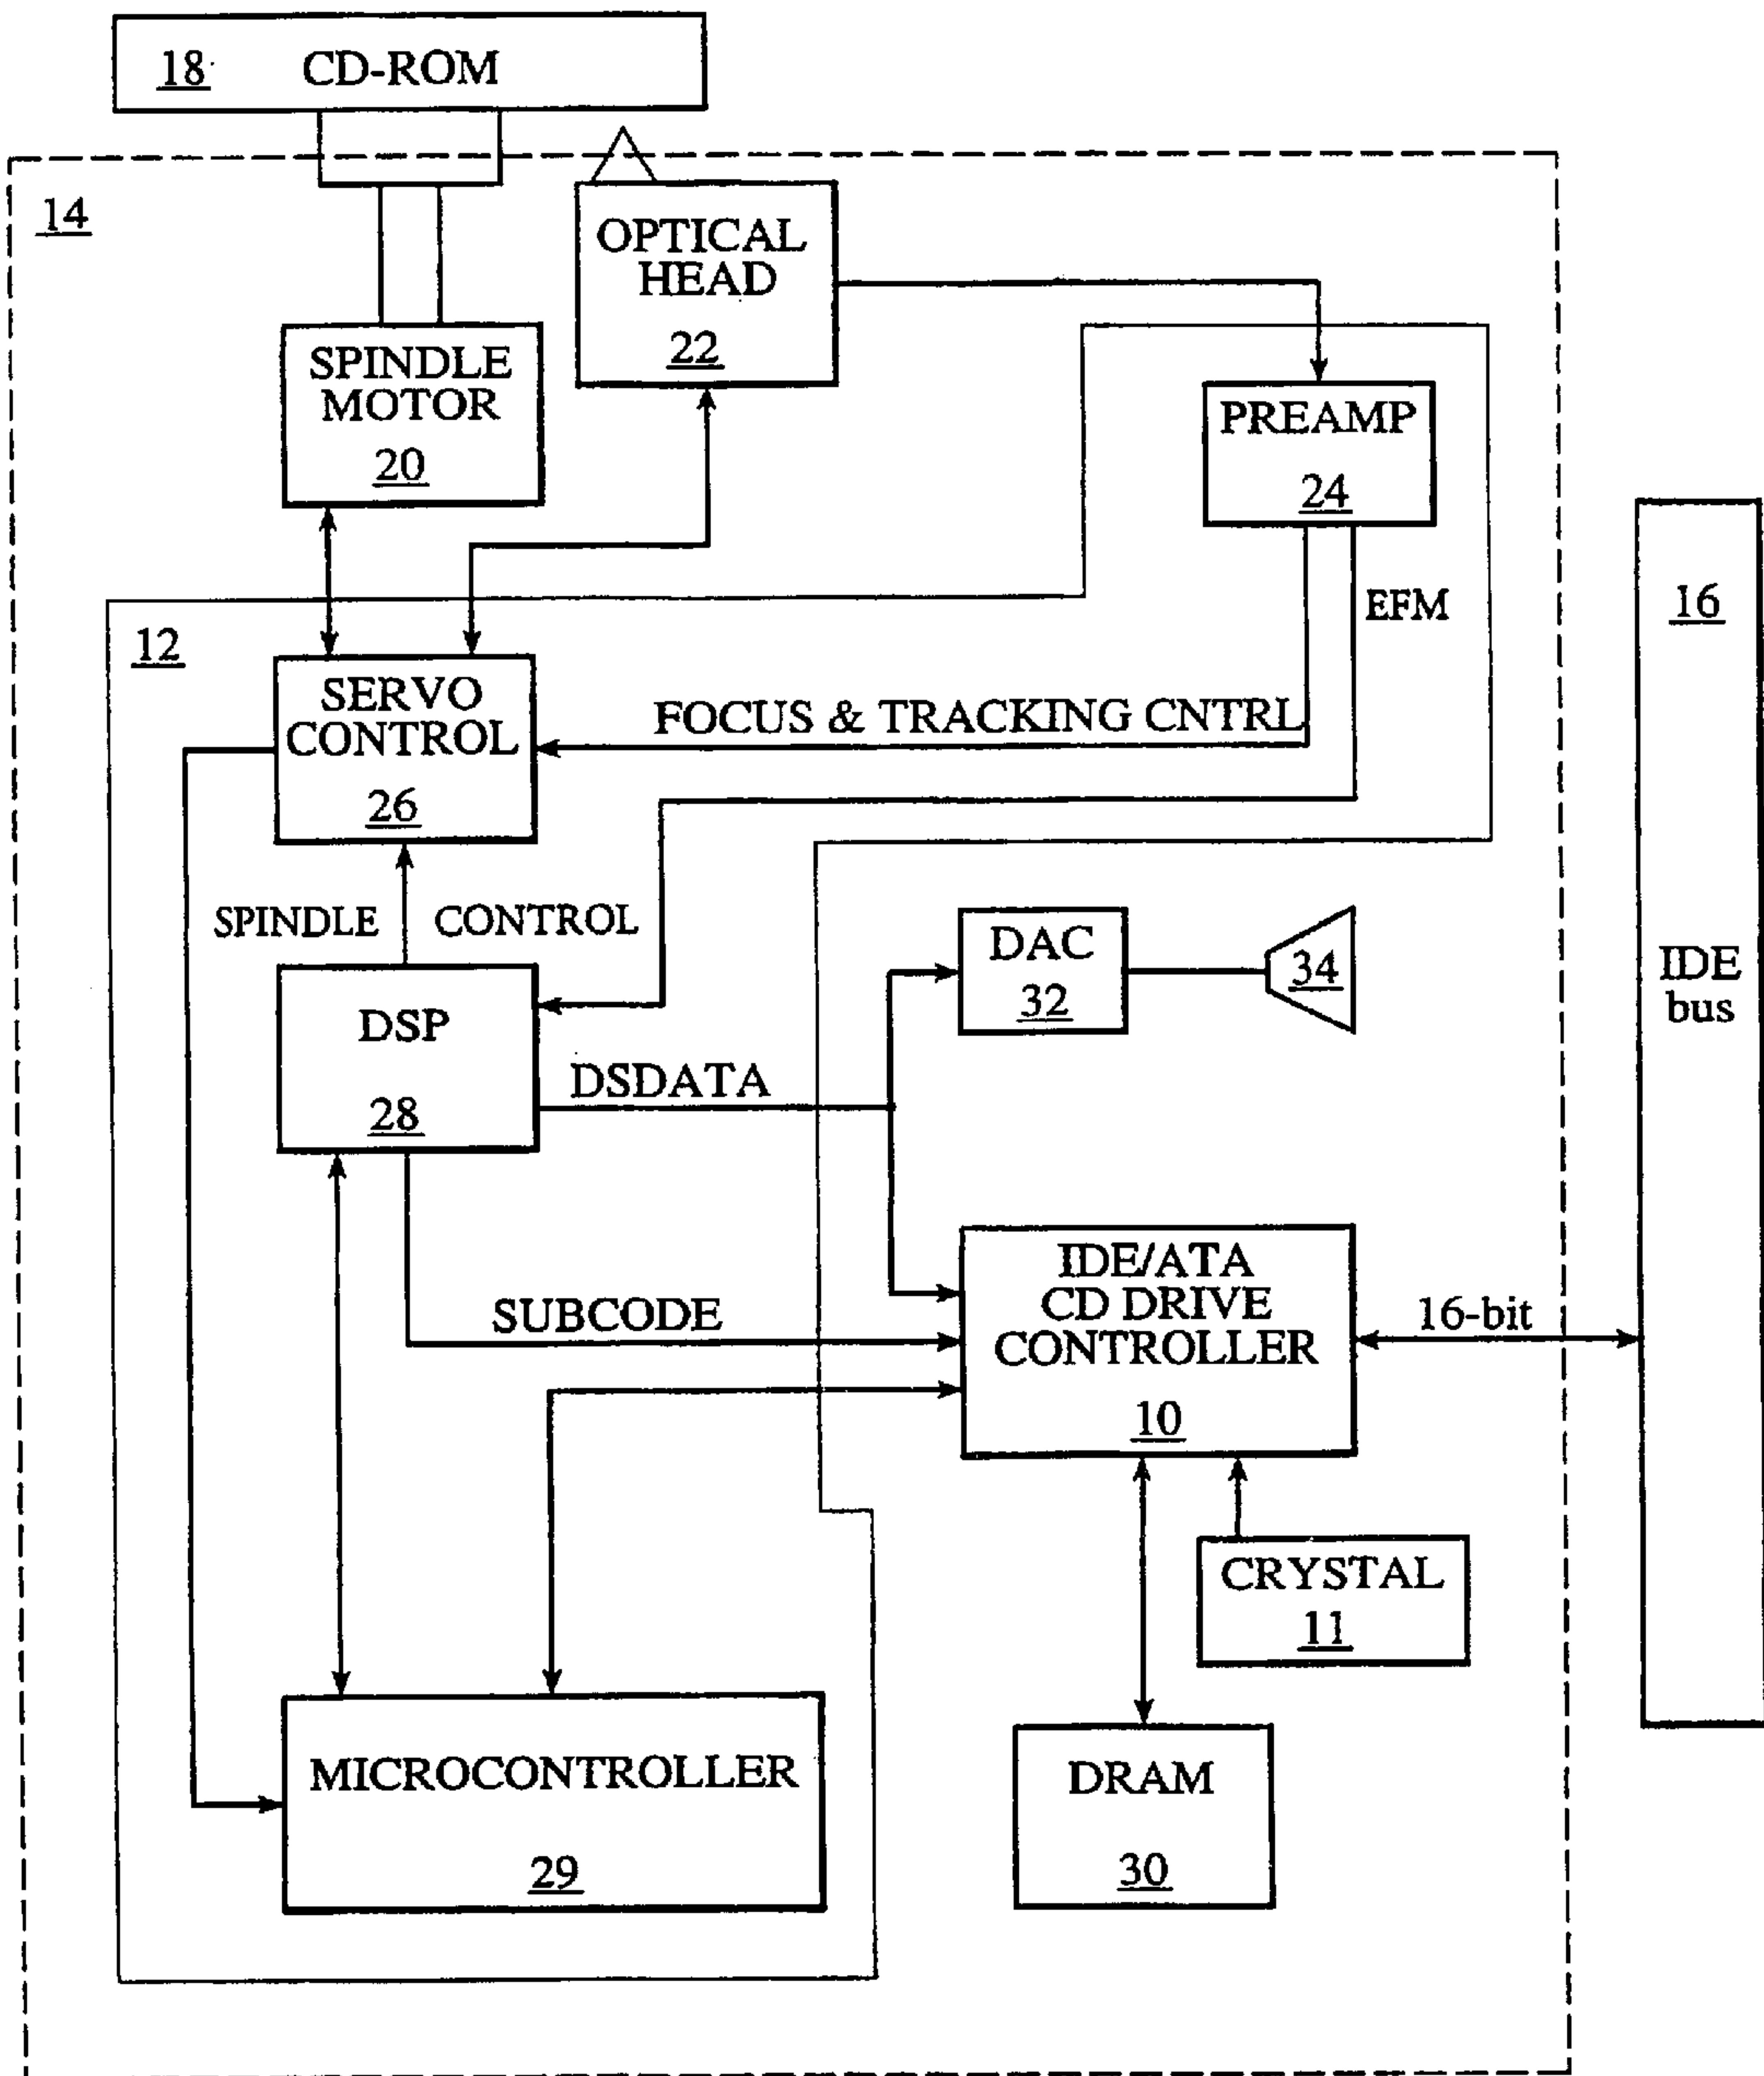 18 CD-ROM
14
OPTICAL
HEAD
22
SPINDLE
MOTOR
20
PREAMP
24
EFM
16
IDE
bus
12
SERVO
CONTROL
26
FOCUS & TRACKING CNTRL
SPINDLE CONTROL
DSP
28
DAC
32
34
DSDATA
IDE/ATA
CD DRIVE
CONTROLLER
10
SUBCODE
16-bit
CRYSTAL
11
MICROCONTROLLER
29
DRAM
30